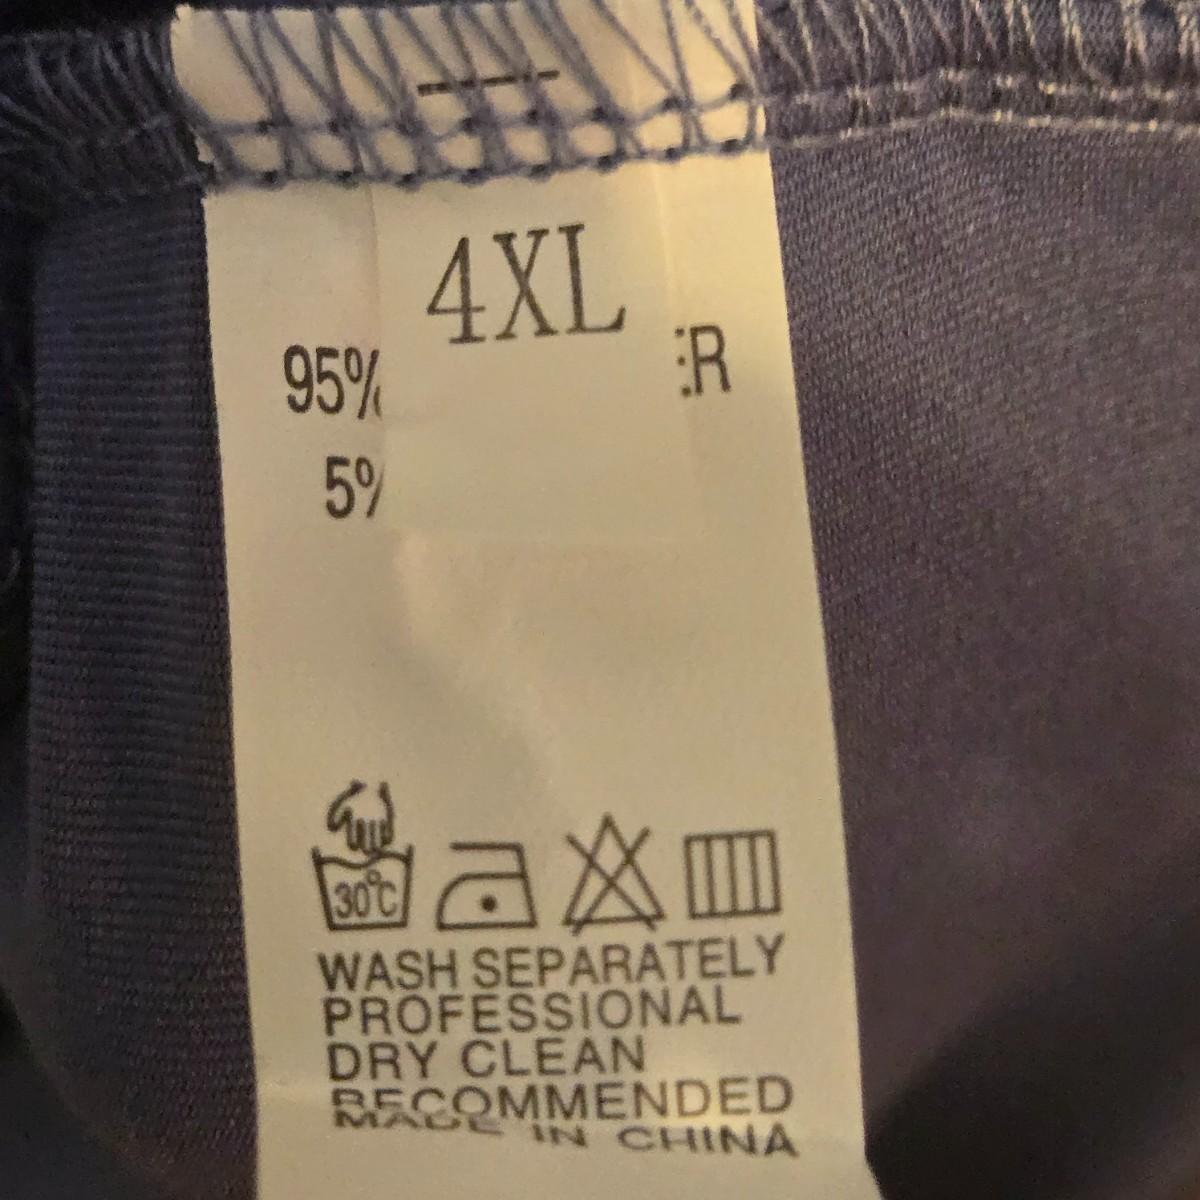 4XL
95% :R
5%
30°C
WASH SEPARATELY
PROFESSIONAL
DRY CLEAN
RECOMMENDED
MADE IN CHINA